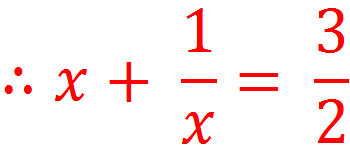 ∴ x + 1/x = 3/2